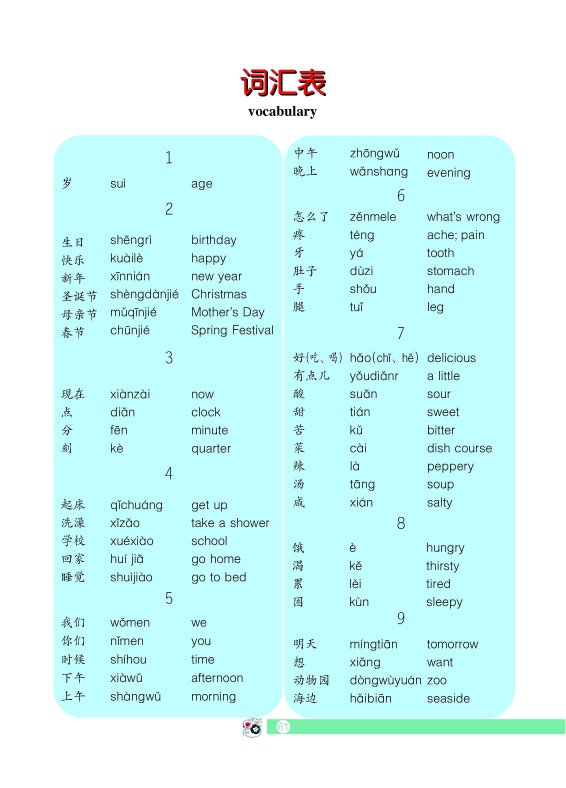 词汇表
vocabulary
1
岁 suì age
2
生日 shēngrì birthday
快乐 kuàilè happy
新年 xīnnián new year
圣诞节 shèngdànjié Christmas
母亲节 mǔqīnjié Mother's Day
春节 chūnjié Spring Festival
3
现在 xiànzài now
点 diǎn clock
分 fēn minute
刻 kè quarter
4
起床 qǐchuáng get up
洗澡 xǐzǎo take a shower
学校 xuéxiào school
回家 huí jiā go home
睡觉 shuìjiào go to bed
5
我们 wǒmen we
你们 nǐmen you
时候 shíhou time
下午 xiàwǔ afternoon
上午 shàngwǔ morning
中午 zhōngwǔ noon
晚上 wǎnshang evening
6
怎么了 zěnmele what's wrong
疼 téng ache; pain
牙 yá tooth
肚子 dùzi stomach
手 shǒu hand
腿 tuǐ leg
7
好(吃、喝) hǎo(chī、hē) delicious
有点儿 yǒudiǎnr a little
酸 suān sour
甜 tián sweet
苦 kǔ bitter
菜 cài dish course
辣 là peppery
汤 tāng soup
咸 xián salty
8
饿 è hungry
渴 kě thirsty
累 lèi tired
困 kùn sleepy
9
明天 míngtiān tomorrow
想 xiǎng want
动物园 dòngwùyuán zoo
海边 hǎibiān seaside
61